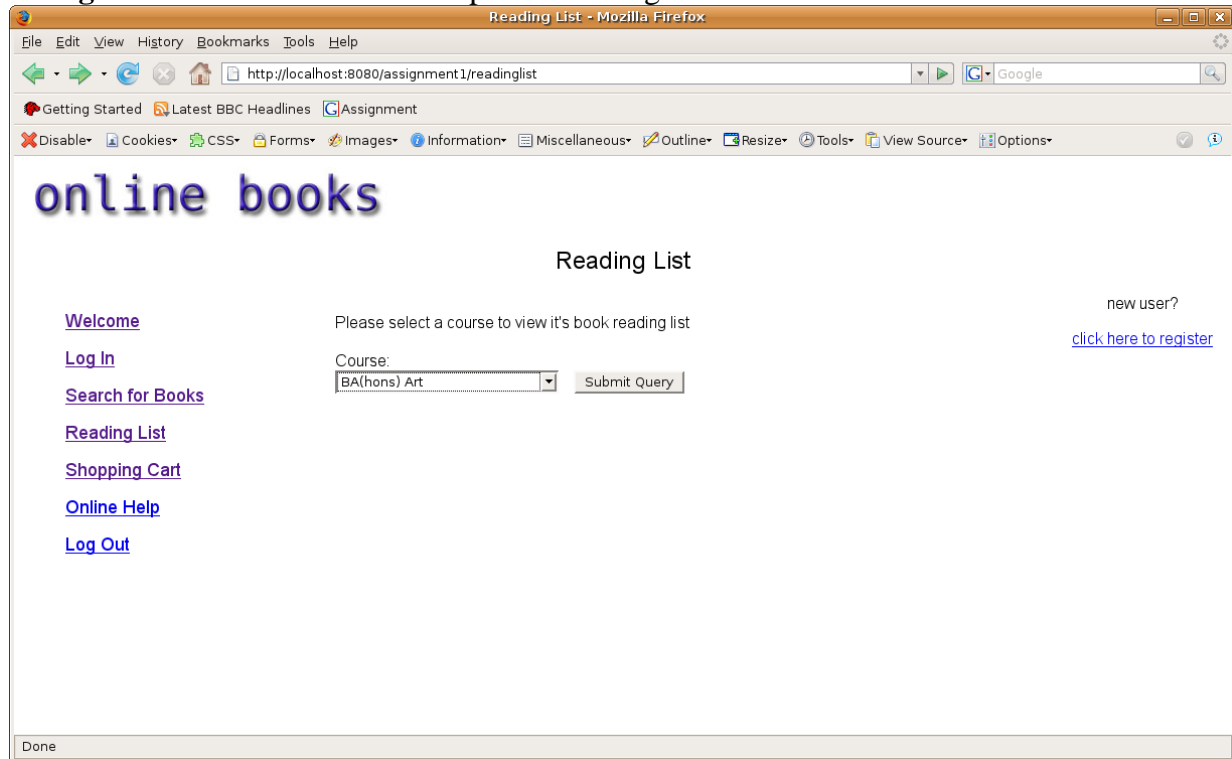 Reading List - Mozilla Firefox
File Edit View History Bookmarks Tools Help
http://localhost:8080/assignment1/readinglist
G Google
Getting Started Latest BBC Headlines G Assignment
Disable Cookies CSS Forms Images Information Miscellaneous Outline Resize Tools View Source Options
online books
Reading List
new user?
click here to register
Welcome
Log In
Search for Books
Reading List
Shopping Cart
Online Help
Log Out
Please select a course to view it's book reading list
Course:
BA(hons) Art
Submit Query
Done